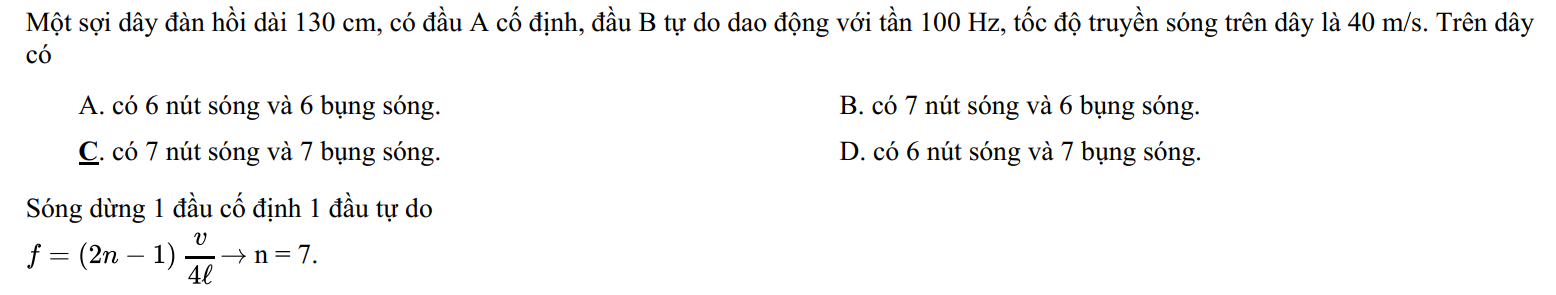 Một sợi dây đàn hồi dài 130 cm, có đầu A cố định, đầu B tự do dao động với tần 100 Hz, tốc độ truyền sóng trên dây là 40 m/s. Trên dây
có
A. có 6 nút sóng và 6 bụng sóng. B. có 7 nút sóng và 6 bụng sóng.
C. có 7 nút sóng và 7 bụng sóng. D. có 6 nút sóng và 7 bụng sóng.
Sóng dừng 1 đầu cố định 1 đầu tự do
f = (2n − 1) v/4ℓ → n = 7.